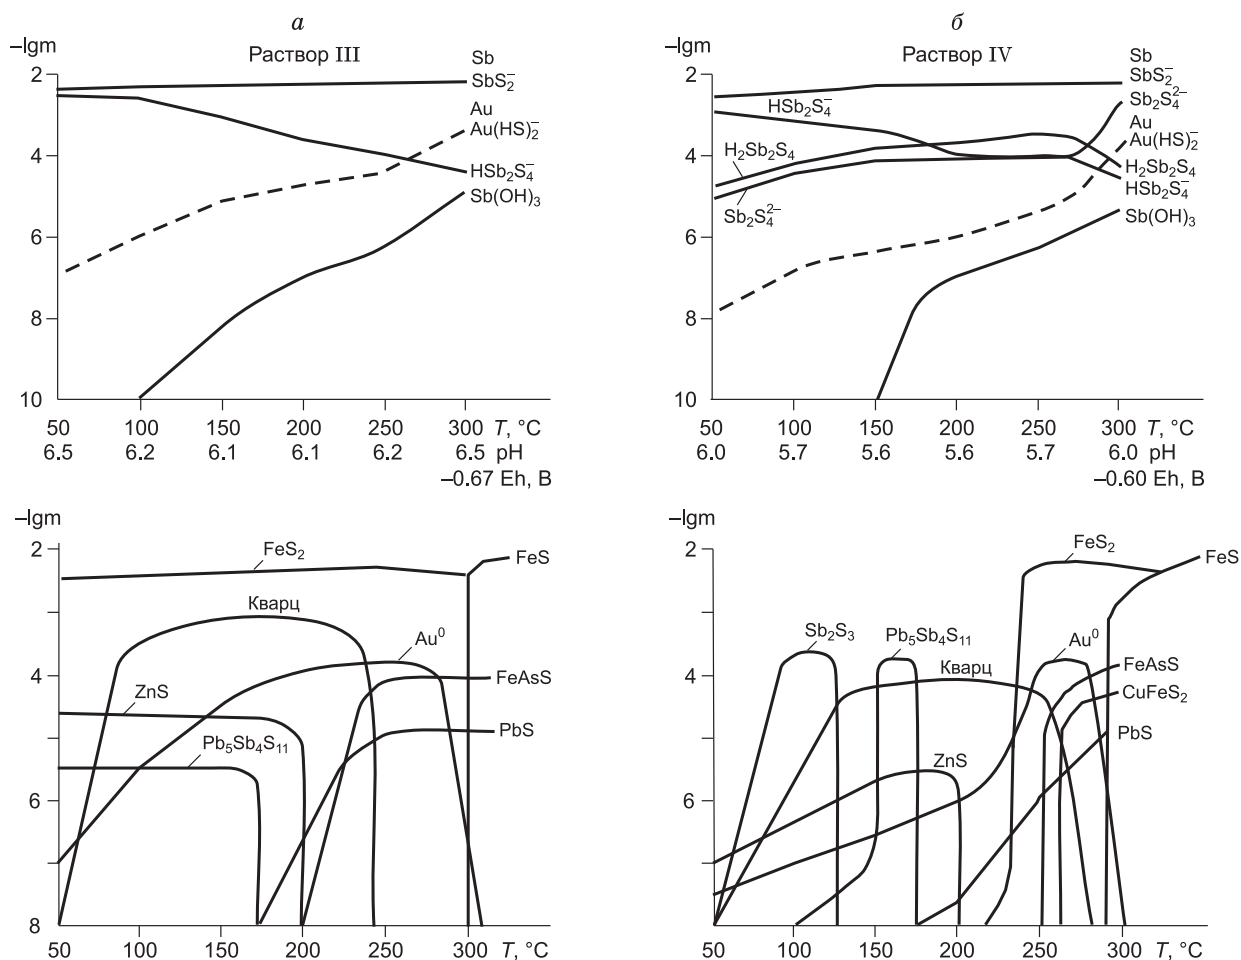 а
–lgm
Раствор III
Sb
SbS₂⁻
Au
Au(HS)₂⁻
HSb₂S₄⁻
Sb(OH)₃
2
4
6
8
10
50 100 150 200 250 300 T, °C
6.5 6.2 6.1 6.1 6.2 6.5 pH
–0.67 Eh, В
б
–lgm
Раствор IV
Sb
SbS₂⁻
Sb₂S₄²⁻
Au
Au(HS)₂⁻
HSb₂S₄⁻
H₂Sb₂S₄
Sb₂S₄²⁻
H₂Sb₂S₄
HSb₂S₄⁻
Sb(OH)₃
2
4
6
8
10
50 100 150 200 250 300 T, °C
6.0 5.7 5.6 5.6 5.7 6.0 pH
–0.60 Eh, В
–lgm
2
4
6
8
FeS₂
FeS
Кварц
Au⁰
FeAsS
ZnS
PbS
Pb₅Sb₄S₁₁
50 100 150 200 250 300 T, °C
–lgm
2
4
6
8
FeS₂
FeS
Sb₂S₃
Pb₅Sb₄S₁₁
Au⁰
Кварц
FeAsS
CuFeS₂
PbS
ZnS
50 100 150 200 250 300 T, °C